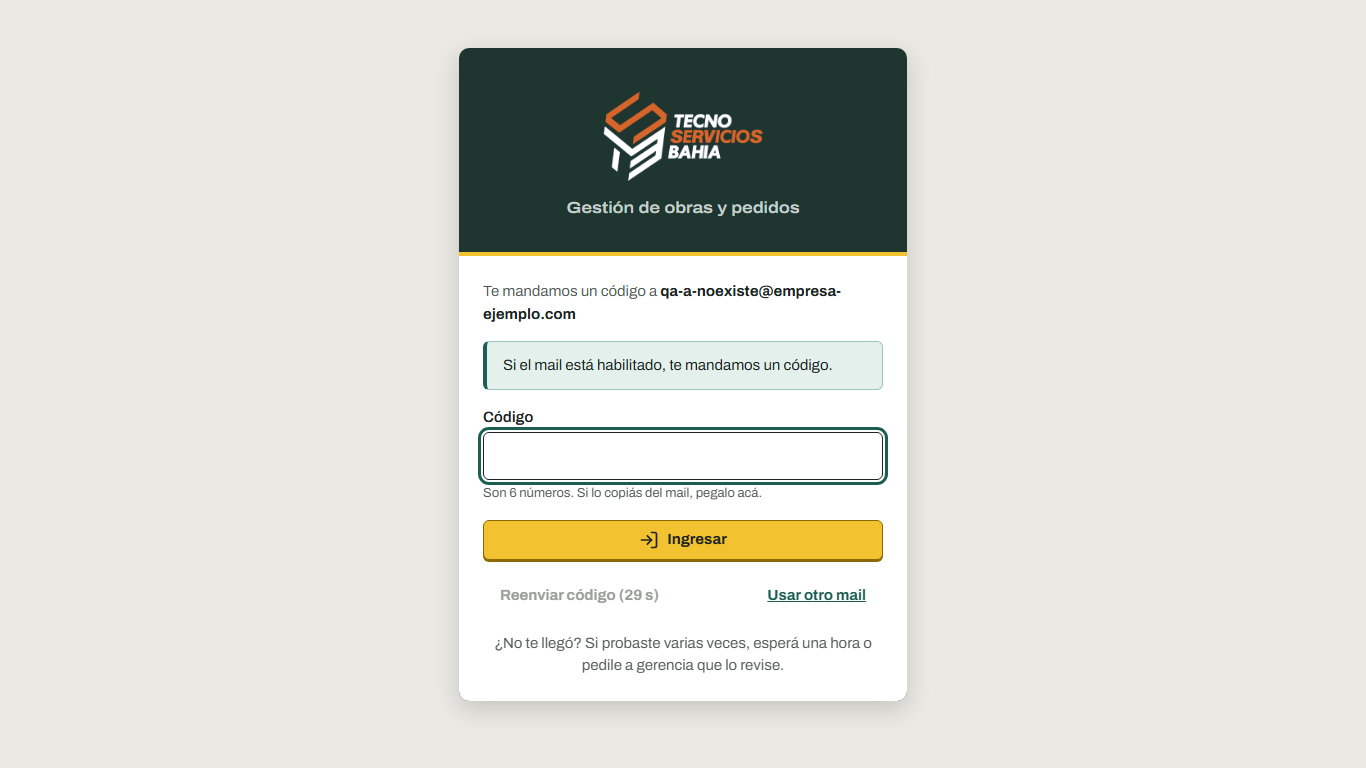 TECNO
SERVICIOS
BAHIA
Gestión de obras y pedidos
Te mandamos un código a qa-a-noexiste@empresa-
ejemplo.com
Si el mail está habilitado, te mandamos un código.
Código
Son 6 números. Si lo copiás del mail, pegalo acá.
Ingresar
Reenviar código (29 s)
Usar otro mail
¿No te llegó? Si probaste varias veces, esperá una hora o
pedile a gerencia que lo revise.